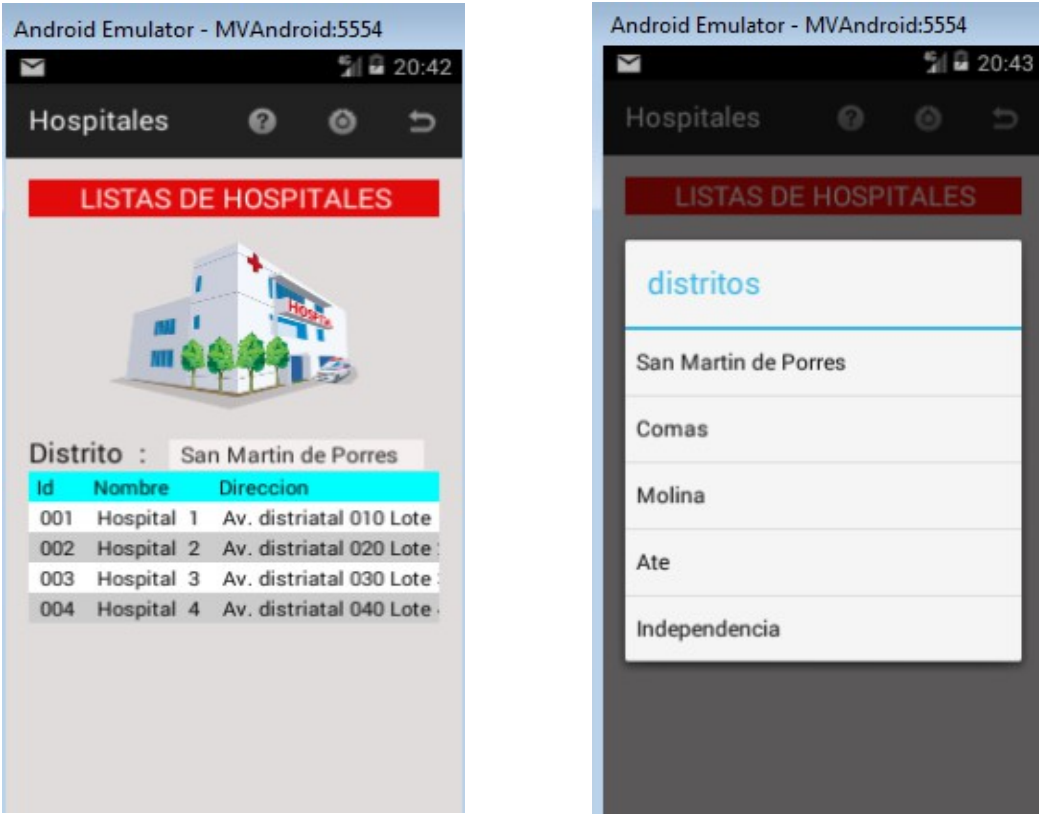 Android Emulator - MVAndroid:5554
20:42
Hospitales
LISTAS DE HOSPITALES
HOSPITAL
Distrito : San Martin de Porres
Id Nombre Direccion
001 Hospital 1 Av. distriatal 010 Lote
002 Hospital 2 Av. distriatal 020 Lote
003 Hospital 3 Av. distriatal 030 Lote
004 Hospital 4 Av. distriatal 040 Lote
Android Emulator - MVAndroid:5554
20:43
Hospitales
LISTAS DE HOSPITALES
distritos
San Martin de Porres
Comas
Molina
Ate
Independencia